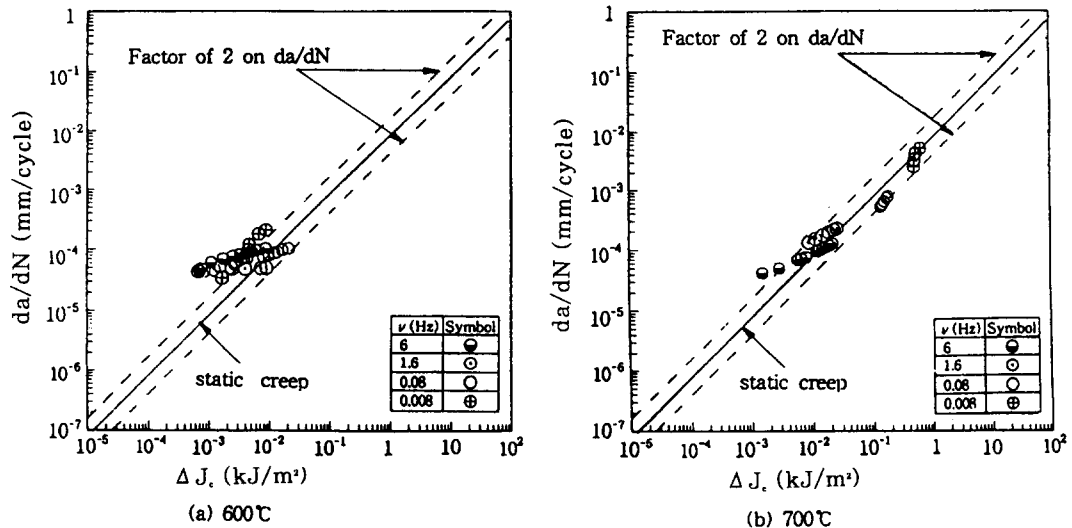 1
10⁻¹
10⁻²
10⁻³
10⁻⁴
10⁻⁵
10⁻⁶
10⁻⁷
da/dN (mm/cycle)
Factor of 2 on da/dN
static creep
ν (Hz) Symbol
6
1.6
0.08
0.008
10⁻⁵ 10⁻⁴ 10⁻³ 10⁻² 10⁻¹ 1 10 10²
Δ J꜀ (kJ/m²)
(a) 600℃
1
10⁻¹
10⁻²
10⁻³
10⁻⁴
10⁻⁵
10⁻⁶
10⁻⁷
da/dN (mm/cycle)
Factor of 2 on da/dN
static creep
ν (Hz) Symbol
6
1.6
0.08
0.008
10⁻⁵ 10⁻⁴ 10⁻³ 10⁻² 10⁻¹ 1 10 10²
Δ J꜀ (kJ/m²)
(b) 700℃